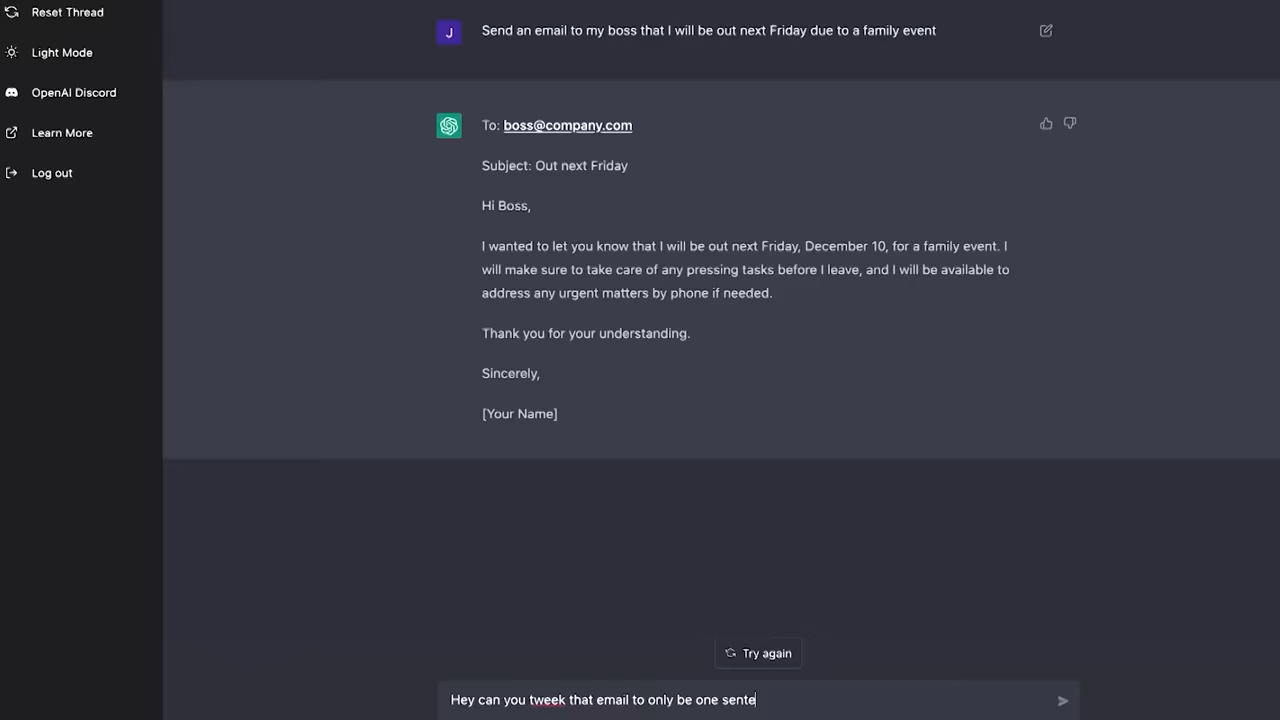 Reset Thread
Light Mode
OpenAI Discord
Learn More
Log out
J
Send an email to my boss that I will be out next Friday due to a family event
To: boss@company.com
Subject: Out next Friday
Hi Boss,
I wanted to let you know that I will be out next Friday, December 10, for a family event. I
will make sure to take care of any pressing tasks before I leave, and I will be available to
address any urgent matters by phone if needed.
Thank you for your understanding.
Sincerely,
[Your Name]
Try again
Hey can you tweek that email to only be one sente